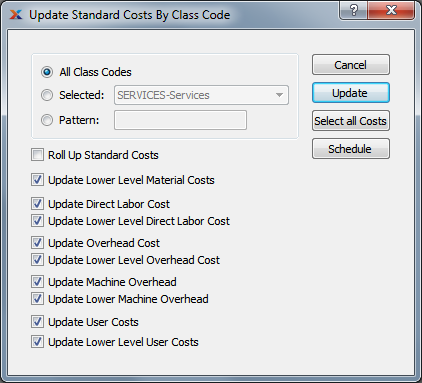 Update Standard Costs By Class Code
All Class Codes
Selected: SERVICES-Services
Pattern:
Cancel
Update
Select all Costs
Schedule
Roll Up Standard Costs
Update Lower Level Material Costs
Update Direct Labor Cost
Update Lower Level Direct Labor Cost
Update Overhead Cost
Update Lower Level Overhead Cost
Update Machine Overhead
Update Lower Machine Overhead
Update User Costs
Update Lower Level User Costs